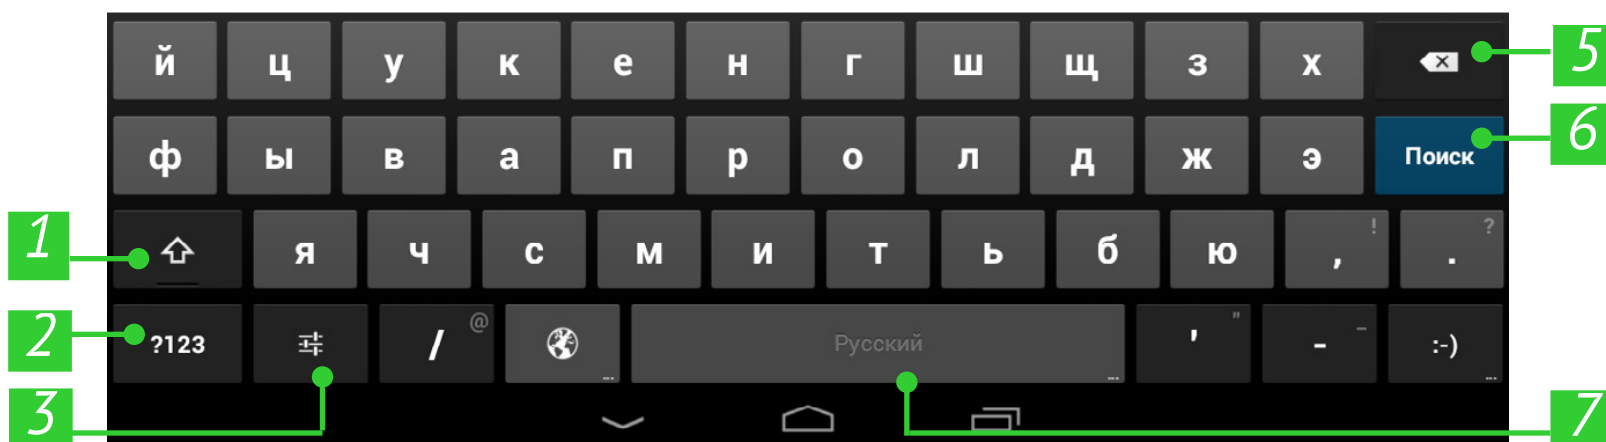 й ц у к е н г ш щ з х 5
ф ы в а п р о л д ж э Поиск 6
1 я ч с м и т ь б ю , ! . ?
2 ?123 / @ Русский ' " - _ :-)
3 7